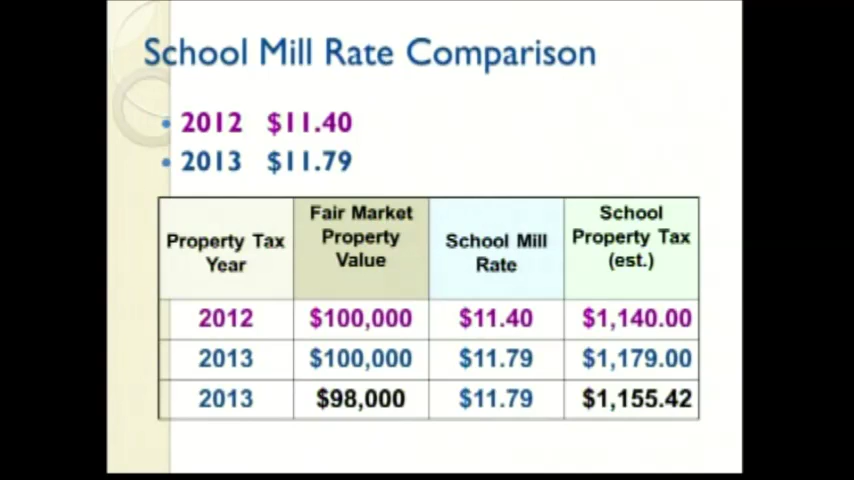 School Mill Rate Comparison
• 2012 $11.40
• 2013 $11.79
Property Tax Year
Fair Market Property Value
School Mill Rate
School Property Tax (est.)
2012 $100,000 $11.40 $1,140.00
2013 $100,000 $11.79 $1,179.00
2013 $98,000 $11.79 $1,155.42